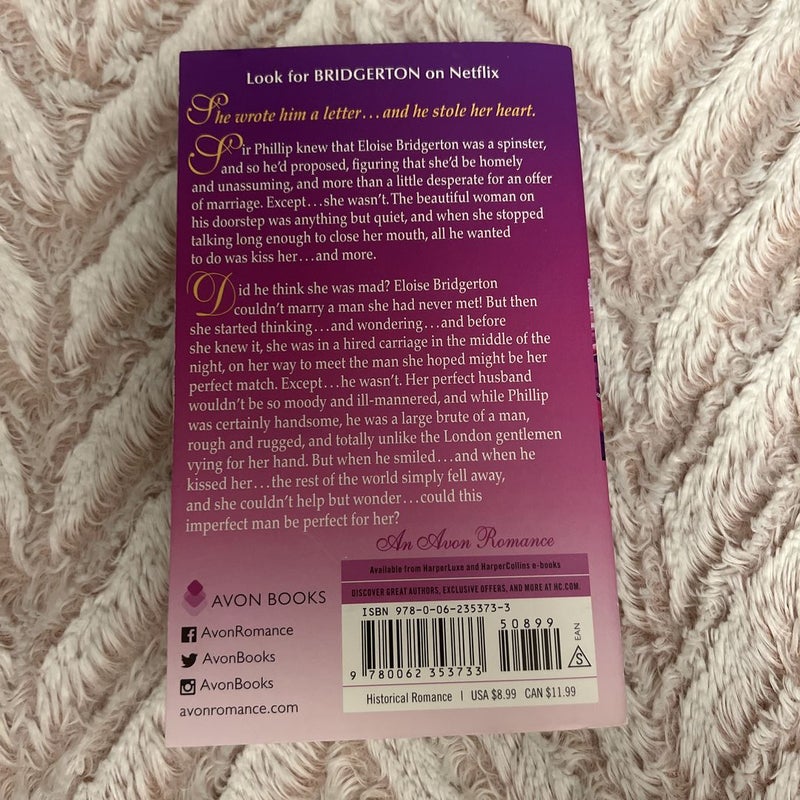 Look for BRIDGERTON on Netflix
She wrote him a letter...and he stole her heart.
Sir Phillip knew that Eloise Bridgerton was a spinster,
and so he'd proposed, figuring that she'd be homely
and unassuming, and more than a little desperate for an offer
of marriage. Except...she wasn't. The beautiful woman on
his doorstep was anything but quiet, and when she stopped
talking long enough to close her mouth, all he wanted
to do was kiss her...and more.
Did he think she was mad? Eloise Bridgerton
couldn't marry a man she had never met! But then
she started thinking...and wondering...and before
she knew it, she was in a hired carriage in the middle of the
night, on her way to meet the man she hoped might be her
perfect match. Except...he wasn't. Her perfect husband
wouldn't be so moody and ill-mannered, and while Phillip
was certainly handsome, he was a large brute of a man,
rough and rugged, and totally unlike the London gentlemen
vying for her hand. But when he smiled...and when he
kissed her...the rest of the world simply fell away,
and she couldn't help but wonder...could this
imperfect man be perfect for her?
An Avon Romance
Available from HarperLuxe and HarperCollins e-books
DISCOVER GREAT AUTHORS, EXCLUSIVE OFFERS, AND MORE AT HC.COM.
AVON BOOKS
AvonRomance
AvonBooks
AvonBooks
avonromance.com
ISBN 978-0-06-235373-3
50899
EAN
S
9 780062 353733
Historical Romance | USA $8.99 CAN $11.99